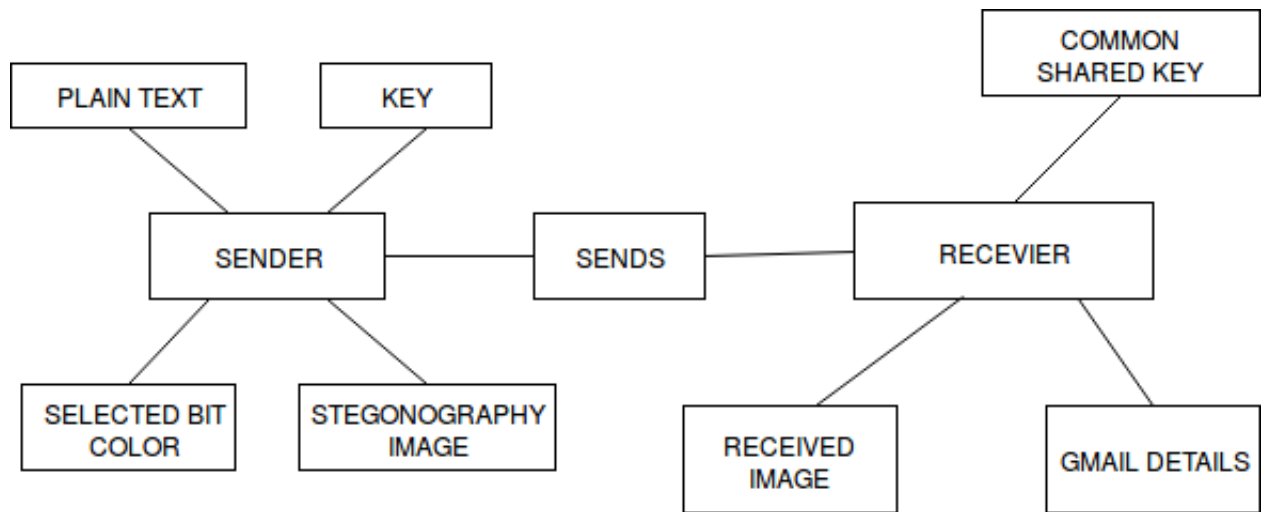 COMMON
SHARED KEY
PLAIN TEXT
KEY
SENDER
SENDS
RECEVIER
SELECTED BIT
COLOR
STEGONOGRAPHY
IMAGE
RECEIVED
IMAGE
GMAIL DETAILS